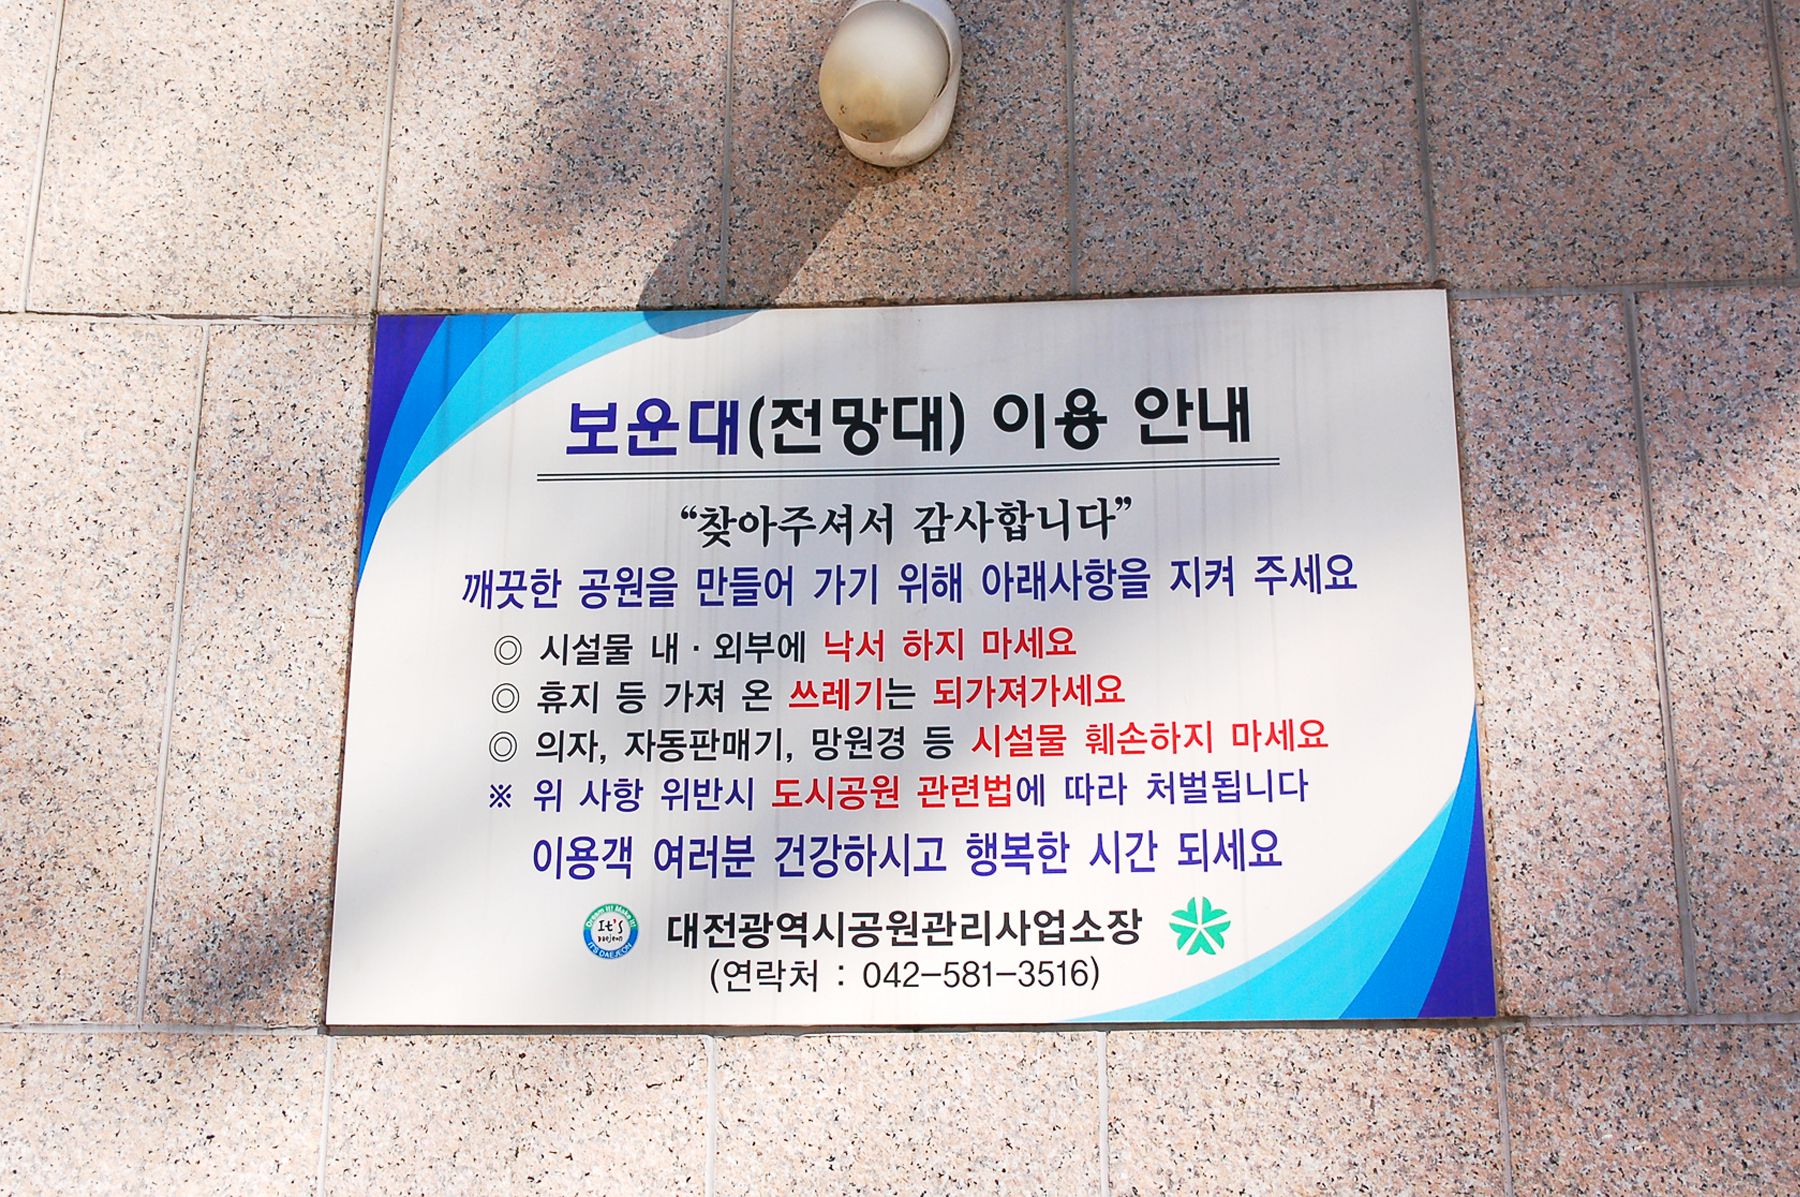 보운대(전망대) 이용 안내
“찾아주셔서 감사합니다”
깨끗한 공원을 만들어 가기 위해 아래사항을 지켜 주세요
◎ 시설물 내·외부에 낙서 하지 마세요
◎ 휴지 등 가져 온 쓰레기는 되가져가세요
◎ 의자, 자동판매기, 망원경 등 시설물 훼손하지 마세요
※ 위 사항 위반시 도시공원 관련법에 따라 처벌됩니다
이용객 여러분 건강하시고 행복한 시간 되세요
Dream It! Make It!
It's
Daejeon
IT'S DAEJEON
대전광역시공원관리사업소장
(연락처 : 042-581-3516)